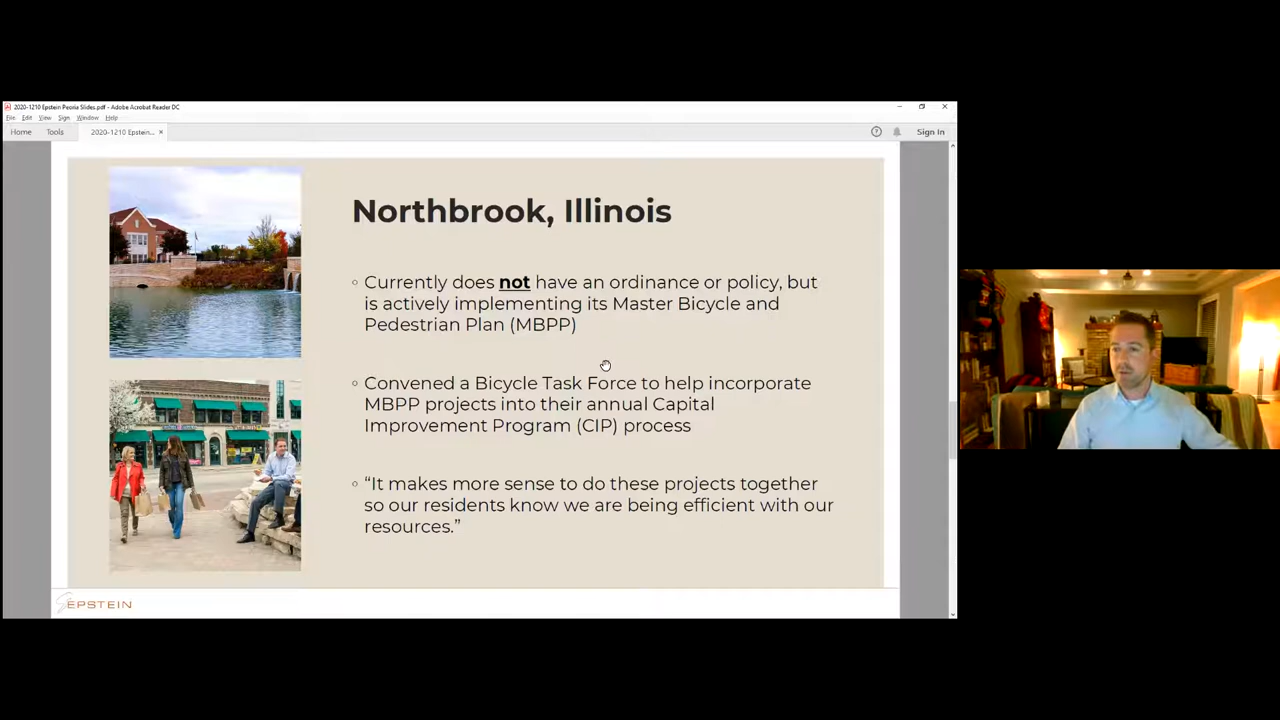 2020-1210 Epstein Peoria Slides.pdf - Adobe Acrobat Reader DC
File Edit View Sign Window Help
Home Tools 2020-1210 Epstein... × Sign In
Northbrook, Illinois
Currently does not have an ordinance or policy, but
is actively implementing its Master Bicycle and
Pedestrian Plan (MBPP)
Convened a Bicycle Task Force to help incorporate
MBPP projects into their annual Capital
Improvement Program (CIP) process
“It makes more sense to do these projects together
so our residents know we are being efficient with our
resources.”
EPSTEIN